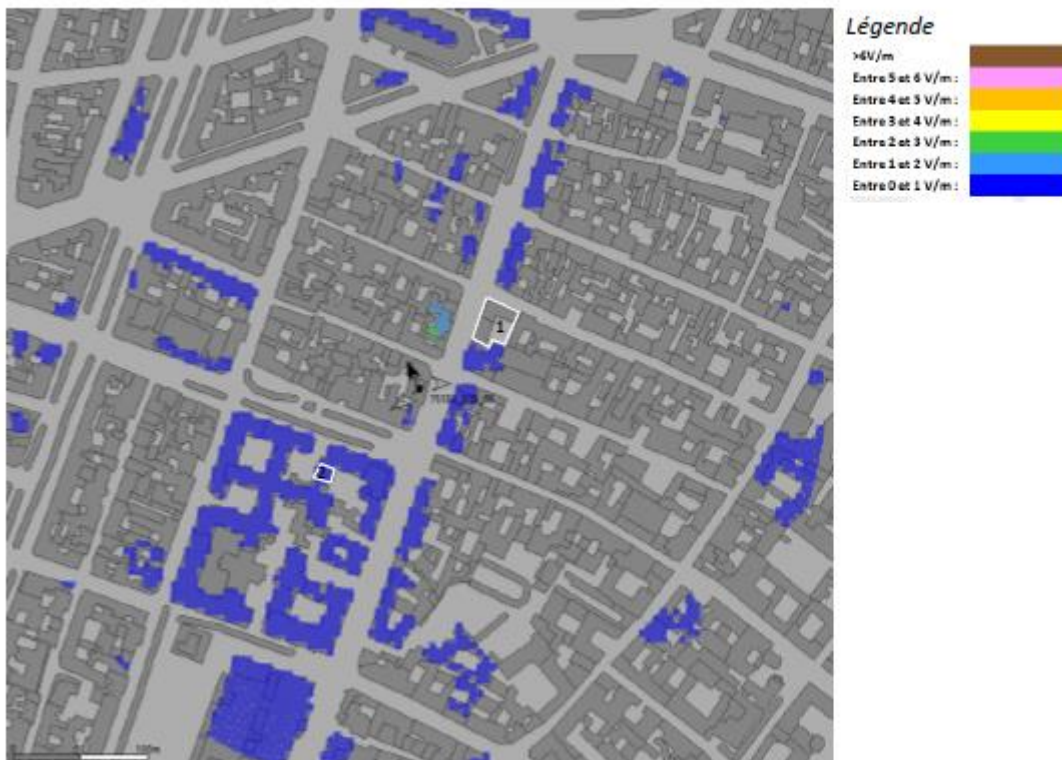 Légende
>6V/m
Entre 5 et 6 V/m :
Entre 4 et 5 V/m :
Entre 3 et 4 V/m :
Entre 2 et 3 V/m :
Entre 1 et 2 V/m :
Entre 0 et 1 V/m :
1
100m